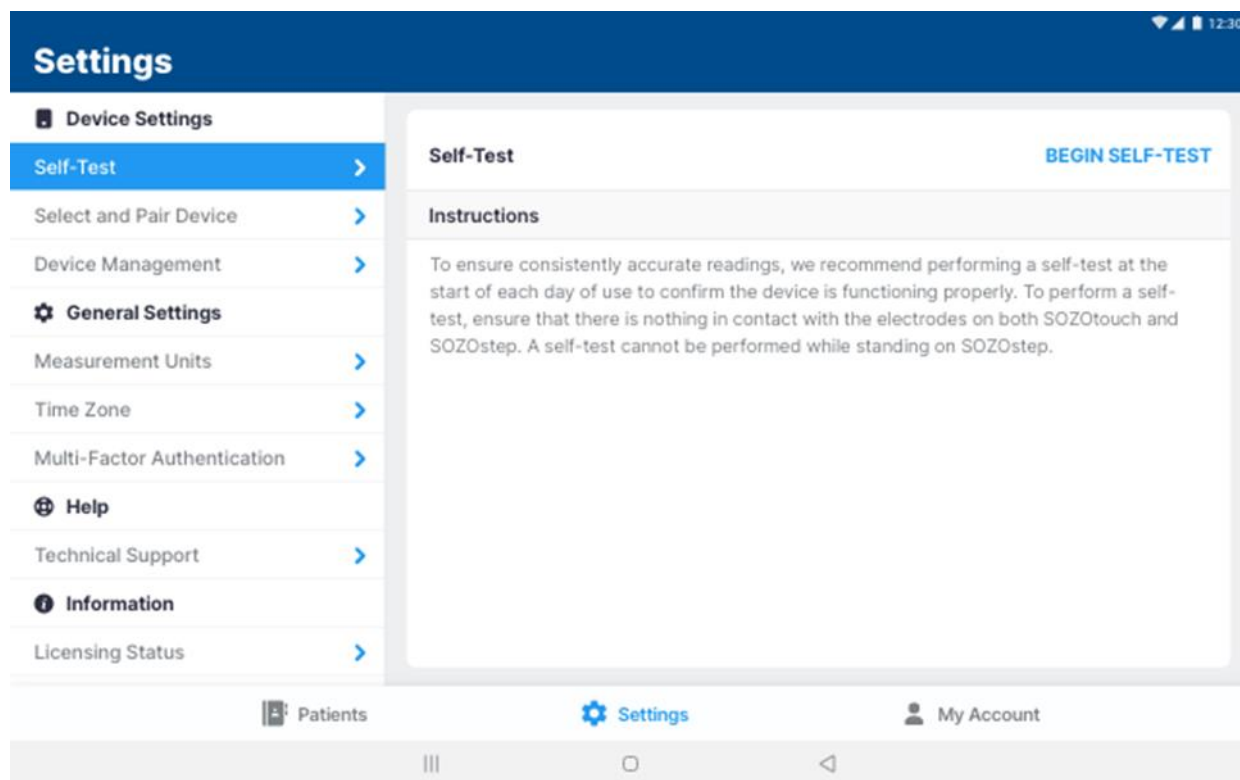 12:30
Settings
Device Settings
Self-Test
Select and Pair Device
Device Management
General Settings
Measurement Units
Time Zone
Multi-Factor Authentication
Help
Technical Support
Information
Licensing Status
Self-Test
BEGIN SELF-TEST
Instructions
To ensure consistently accurate readings, we recommend performing a self-test at the
start of each day of use to confirm the device is functioning properly. To perform a self-
test, ensure that there is nothing in contact with the electrodes on both SOZOtouch and
SOZOstep. A self-test cannot be performed while standing on SOZOstep.
Patients
Settings
My Account